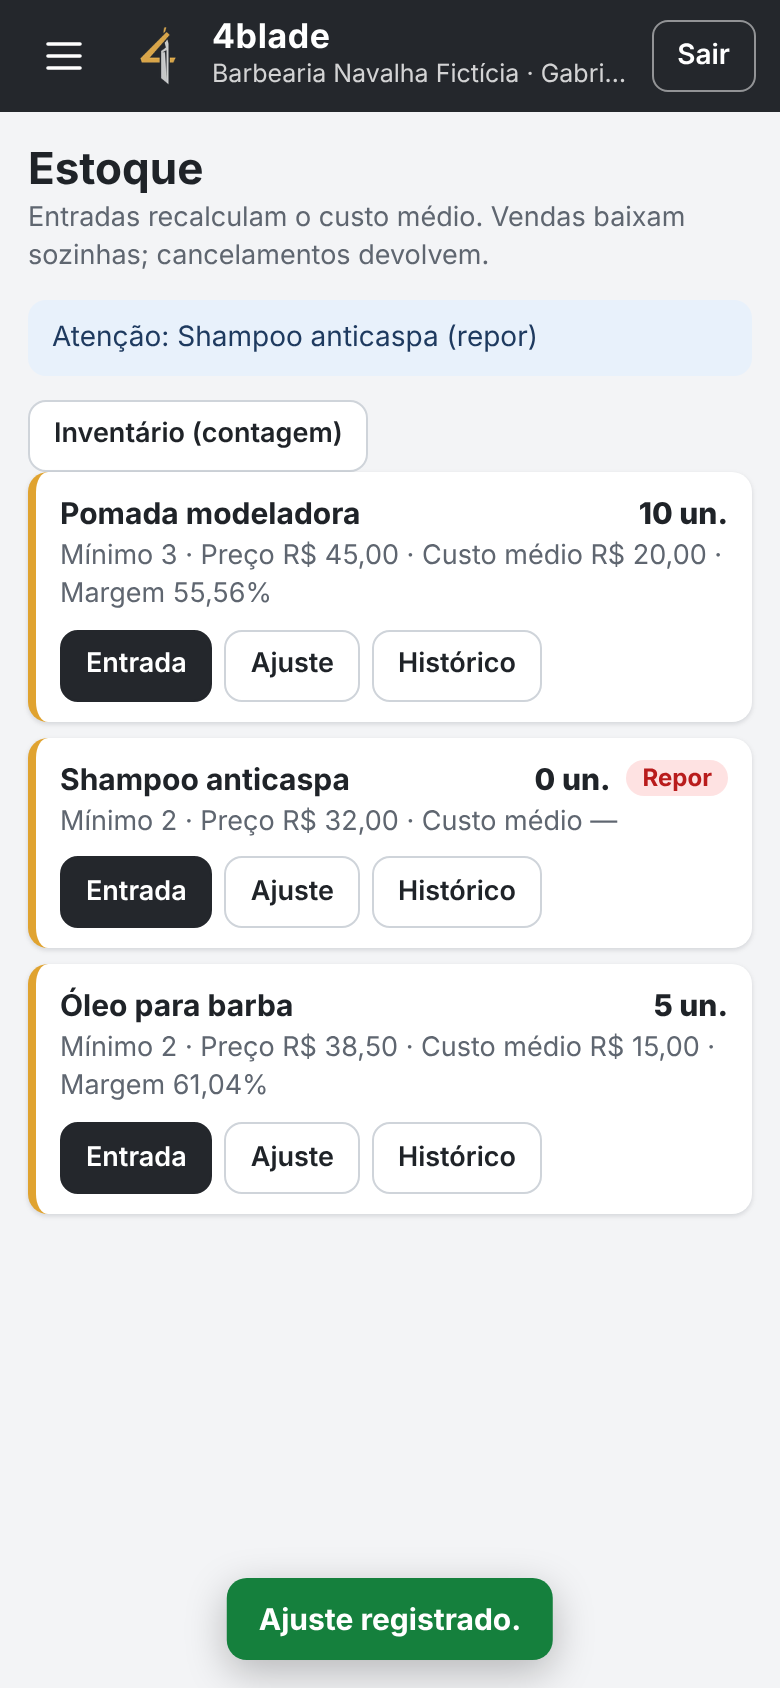 4blade
Barbearia Navalha Fictícia · Gabri...
Sair
Estoque
Entradas recalculam o custo médio. Vendas baixam
sozinhas; cancelamentos devolvem.
Atenção: Shampoo anticaspa (repor)
Inventário (contagem)
Pomada modeladora 10 un.
Mínimo 3 · Preço R$ 45,00 · Custo médio R$ 20,00 ·
Margem 55,56%
Entrada Ajuste Histórico
Shampoo anticaspa 0 un. Repor
Mínimo 2 · Preço R$ 32,00 · Custo médio —
Entrada Ajuste Histórico
Óleo para barba 5 un.
Mínimo 2 · Preço R$ 38,50 · Custo médio R$ 15,00 ·
Margem 61,04%
Entrada Ajuste Histórico
Ajuste registrado.